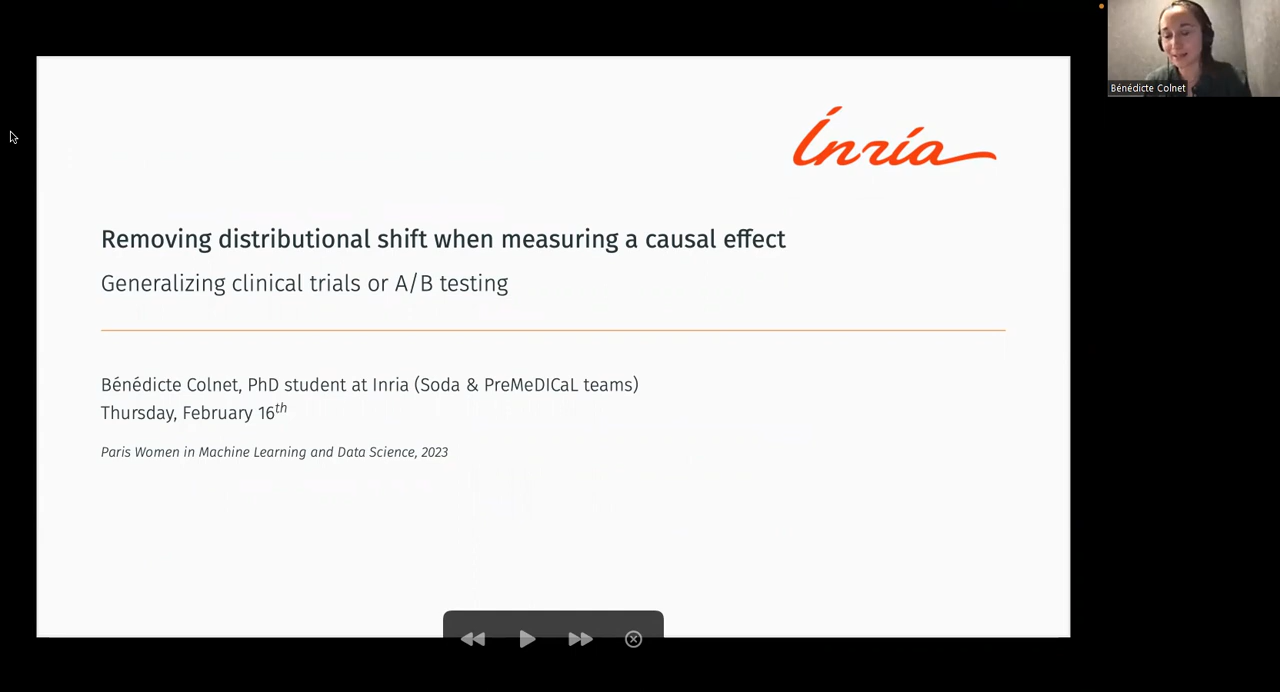 Bénédicte Colnet
Inria
Removing distributional shift when measuring a causal effect
Generalizing clinical trials or A/B testing
Bénédicte Colnet, PhD student at Inria (Soda & PreMeDICaL teams)
Thursday, February 16th
Paris Women in Machine Learning and Data Science, 2023